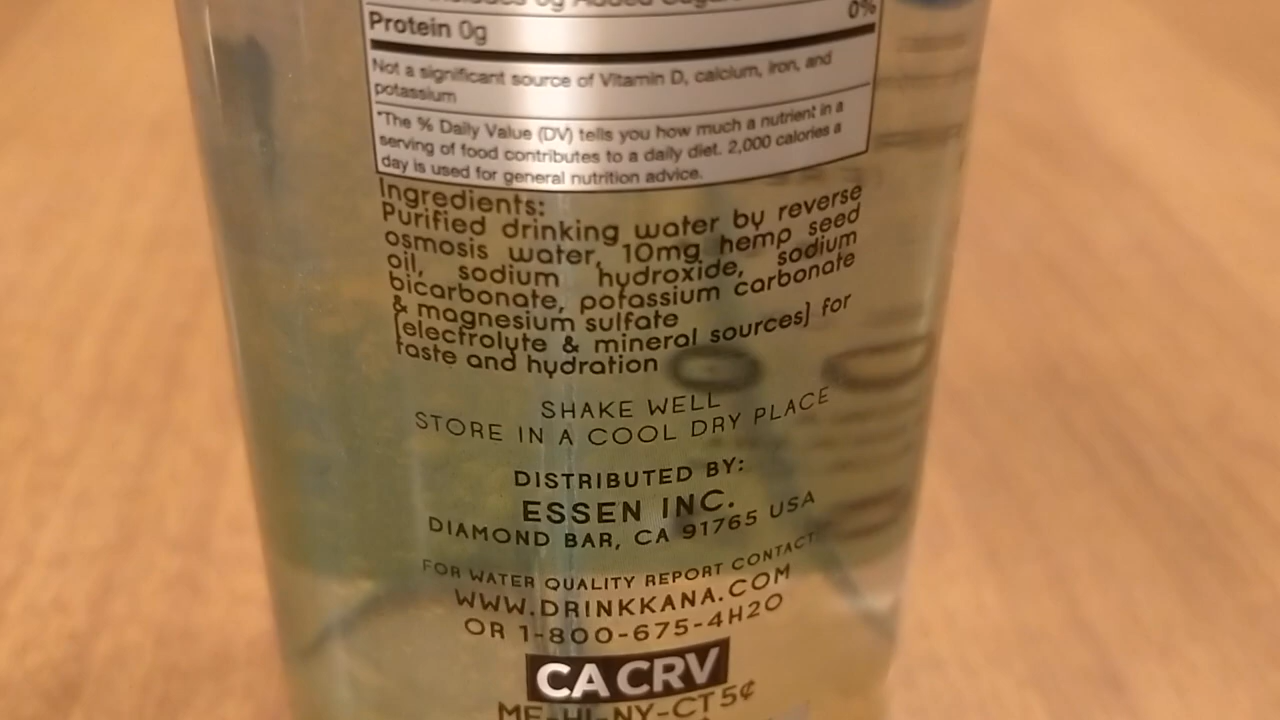 Includes 0g Added Sugars 0%
Protein 0g
Not a significant source of Vitamin D, calcium, iron, and
potassium
*The % Daily Value (DV) tells you how much a nutrient in a
serving of food contributes to a daily diet. 2,000 calories a
day is used for general nutrition advice.
Ingredients:
Purified drinking water by reverse
osmosis water, 10mg hemp seed
oil, sodium hydroxide, sodium
bicarbonate, potassium carbonate
& magnesium sulfate
(electrolyte & mineral sources) for
taste and hydration
SHAKE WELL
STORE IN A COOL DRY PLACE
DISTRIBUTED BY:
ESSEN INC.
DIAMOND BAR, CA 91765 USA
FOR WATER QUALITY REPORT CONTACT:
WWW.DRINKKANA.COM
OR 1-800-675-4H2O
CA CRV
ME-HI-NY-CT 5¢